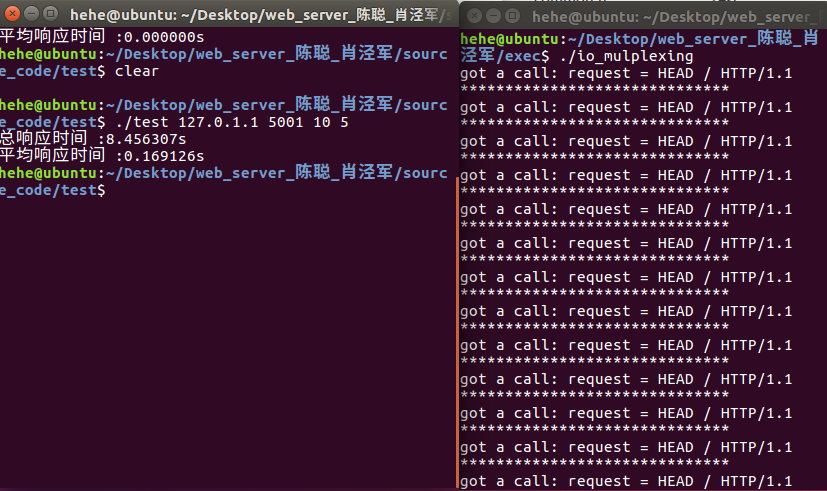 hehe@ubuntu: ~/Desktop/web_server_陈聪_肖泾军/s
平均响应时间 :0.000000s
hehe@ubuntu:~/Desktop/web_server_陈聪_肖泾军/sourc
e_code/test$ clear
hehe@ubuntu:~/Desktop/web_server_陈聪_肖泾军/sourc
e_code/test$ ./test 127.0.1.1 5001 10 5
总响应时间 :8.456307s
平均响应时间 :0.169126s
hehe@ubuntu:~/Desktop/web_server_陈聪_肖泾军/sourc
e_code/test$
hehe@ubuntu: ~/Desktop/web_server_
hehe@ubuntu:~/Desktop/web_server_陈聪_肖
泾军/exec$ ./io_mulplexing
got a call: request = HEAD / HTTP/1.1
******************************
got a call: request = HEAD / HTTP/1.1
******************************
got a call: request = HEAD / HTTP/1.1
******************************
got a call: request = HEAD / HTTP/1.1
******************************
got a call: request = HEAD / HTTP/1.1
******************************
got a call: request = HEAD / HTTP/1.1
******************************
got a call: request = HEAD / HTTP/1.1
******************************
got a call: request = HEAD / HTTP/1.1
******************************
got a call: request = HEAD / HTTP/1.1
******************************
got a call: request = HEAD / HTTP/1.1
******************************
got a call: request = HEAD / HTTP/1.1
******************************
got a call: request = HEAD / HTTP/1.1
******************************
got a call: request = HEAD / HTTP/1.1